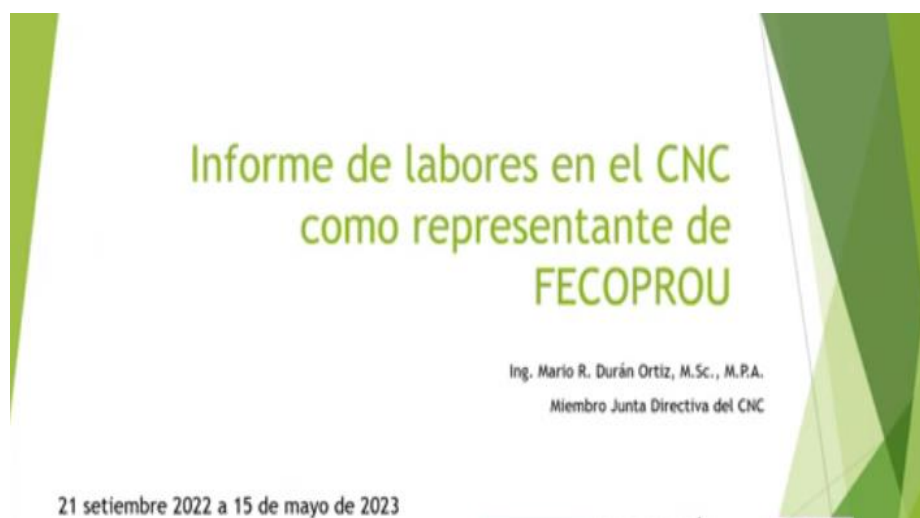 Informe de labores en el CNC
como representante de
FECOPROU
Ing. Mario R. Durán Ortiz, M.Sc., M.P.A.
Miembro Junta Directiva del CNC
21 setiembre 2022 a 15 de mayo de 2023